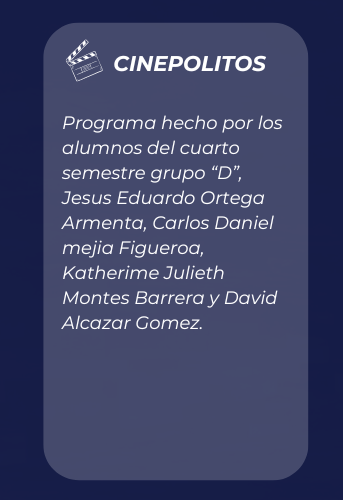 CINEPOLITOS
Programa hecho por los
alumnos del cuarto
semestre grupo “D”,
Jesus Eduardo Ortega
Armenta, Carlos Daniel
mejia Figueroa,
Katherime Julieth
Montes Barrera y David
Alcazar Gomez.